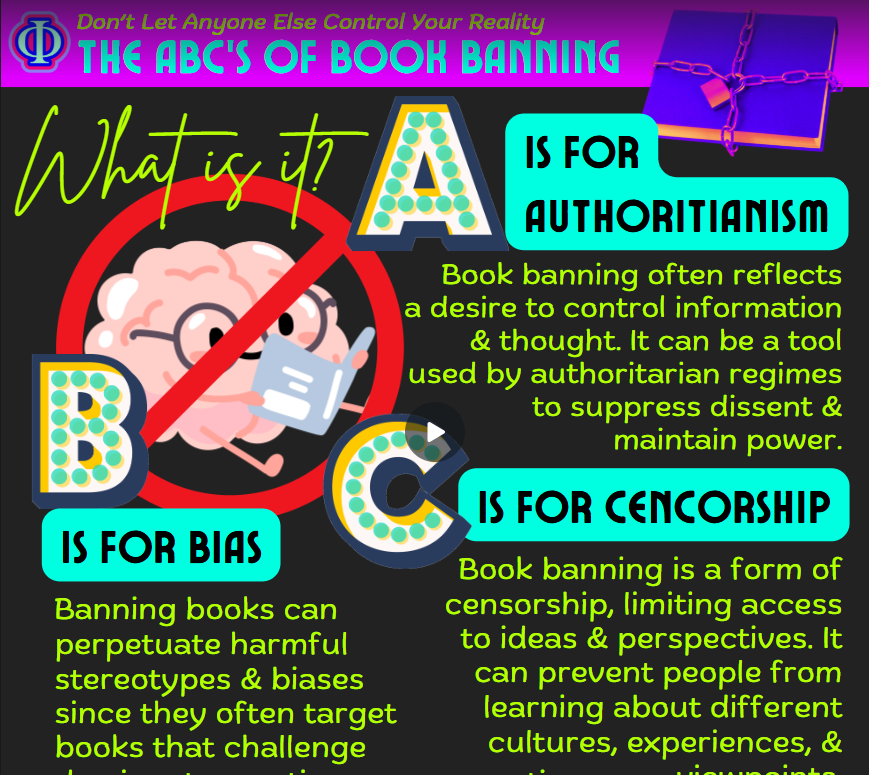 Φ
Don't Let Anyone Else Control Your Reality
THE ABC'S OF BOOK BANNING
What is it?
A
IS FOR
AUTHORITIANISM
Book banning often reflects
a desire to control information
& thought. It can be a tool
used by authoritarian regimes
to suppress dissent &
maintain power.
B
IS FOR BIAS
Banning books can
perpetuate harmful
stereotypes & biases
since they often target
books that challenge
C
IS FOR CENCORSHIP
Book banning is a form of
censorship, limiting access
to ideas & perspectives. It
can prevent people from
learning about different
cultures, experiences, &
viewpoints.